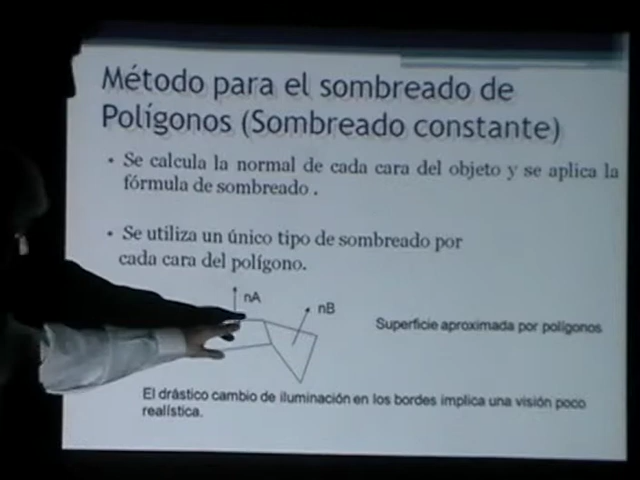 Método para el sombreado de
Polígonos (Sombreado constante)
• Se calcula la normal de cada cara del objeto y se aplica la
fórmula de sombreado .
• Se utiliza un único tipo de sombreado por
cada cara del polígono.
nA
nB
Superficie aproximada por polígonos
El drástico cambio de iluminación en los bordes implica una visión poco
realística.